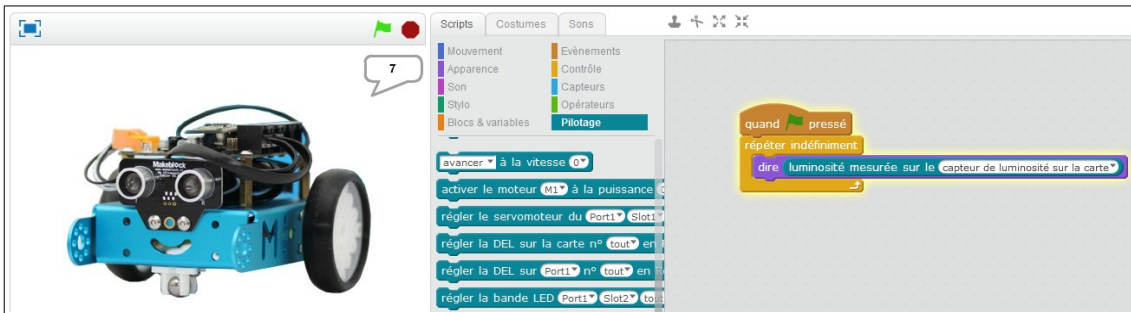 Scripts Costumes Sons
7
Mouvement Evènements
Apparence Contrôle
Son Capteurs
Stylo Opérateurs
Blocs & variables Pilotage
Makeblock
avancer à la vitesse 0
activer le moteur M1 à la puissance
régler le servomoteur du Port1 Slot1
régler la DEL sur la carte n° tout en
régler la DEL sur Port1 n° tout en
régler la bande LED Port1 Slot2
quand pressé
répéter indéfiniment
dire luminosité mesurée sur le capteur de luminosité sur la carte